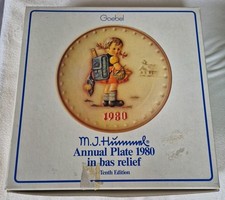 Goebel
1980
M.J. Hummel
Annual Plate 1980
in bas relief
Tenth Edition